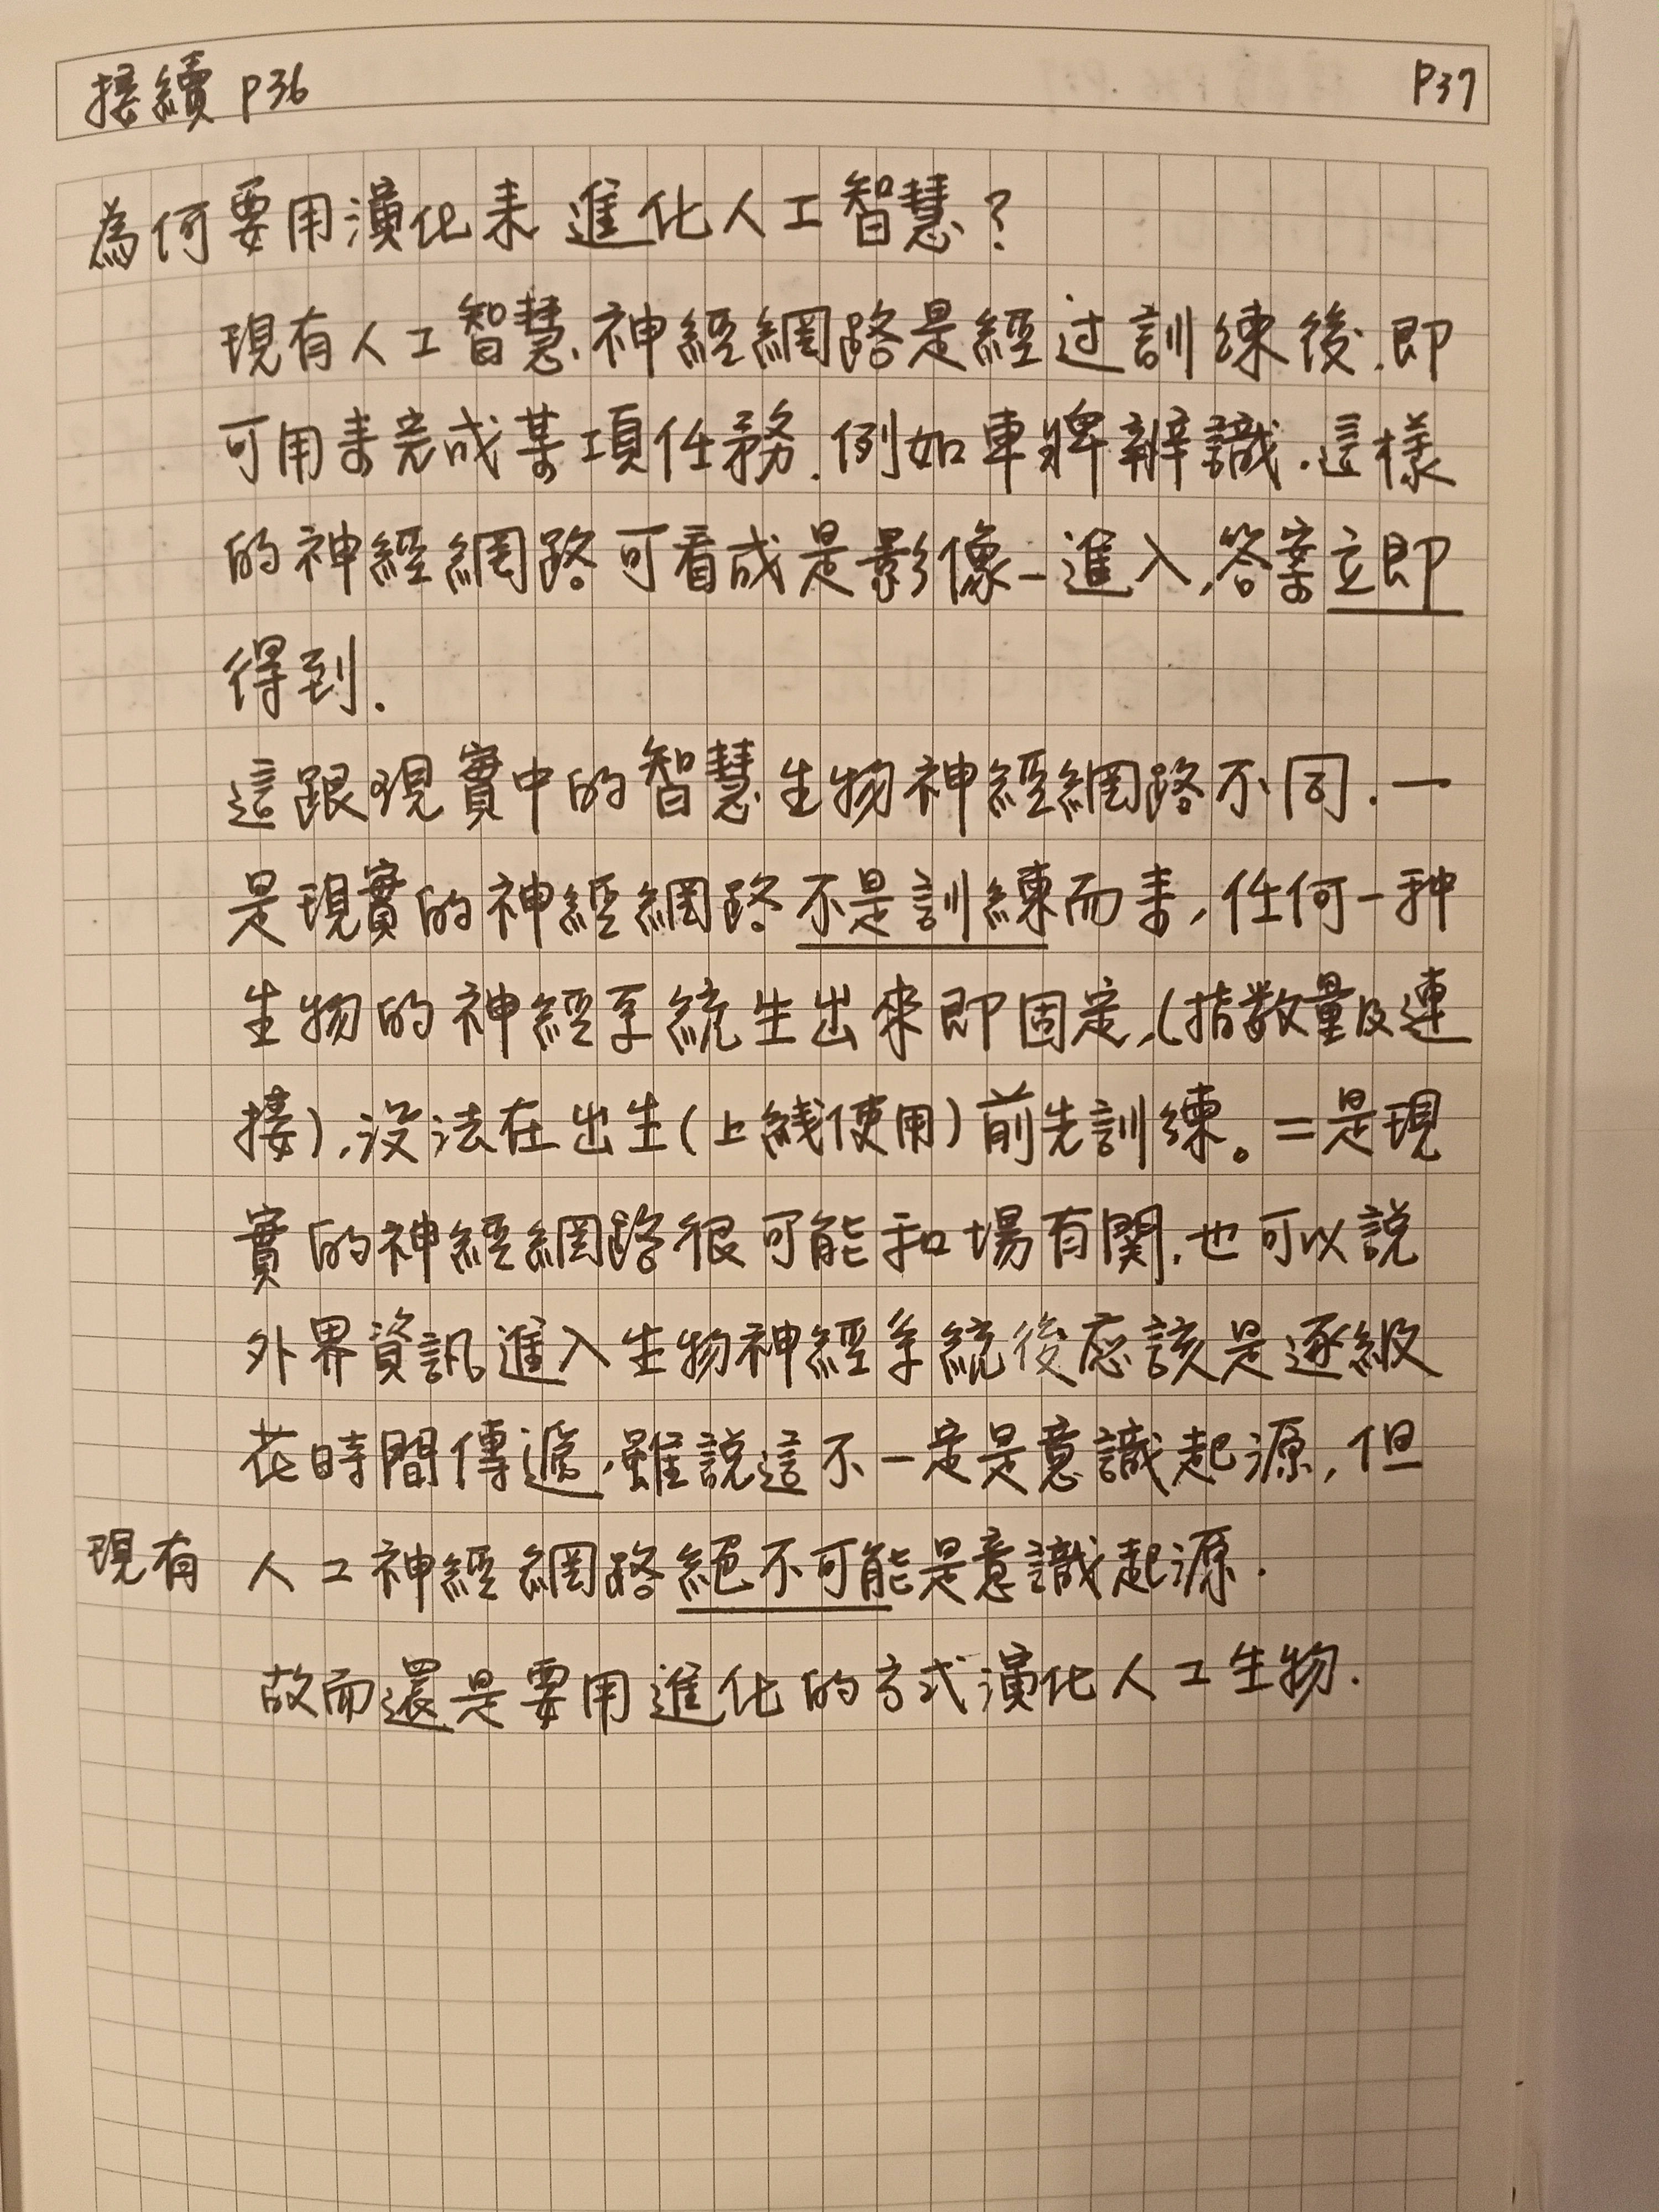 接續 P36
P37
為何要用演化來進化人工智慧?
現有人工智慧神經網路是經过訓練後,即
可用來完成某項任務.例如車牌辨識.這樣
的神經網路可看成是影像一進入,答案立即
得到.
這跟現實中的智慧生物神經網路不同.一
是現實的神經網路不是訓練而來,任何一种
生物的神經系統生出來即固定,(指数量及連
接),沒法在出生(上線使用)前先訓練。二是現
實的神經網路很可能和場有関.也可以說
外界資訊進入生物神經系統後应該是逐級
花時間傳遞,雖說這不一定是意識起源,但
現有人工神經網路絕不可能是意識起源.
故而還是要用進化的方式演化人工生物.